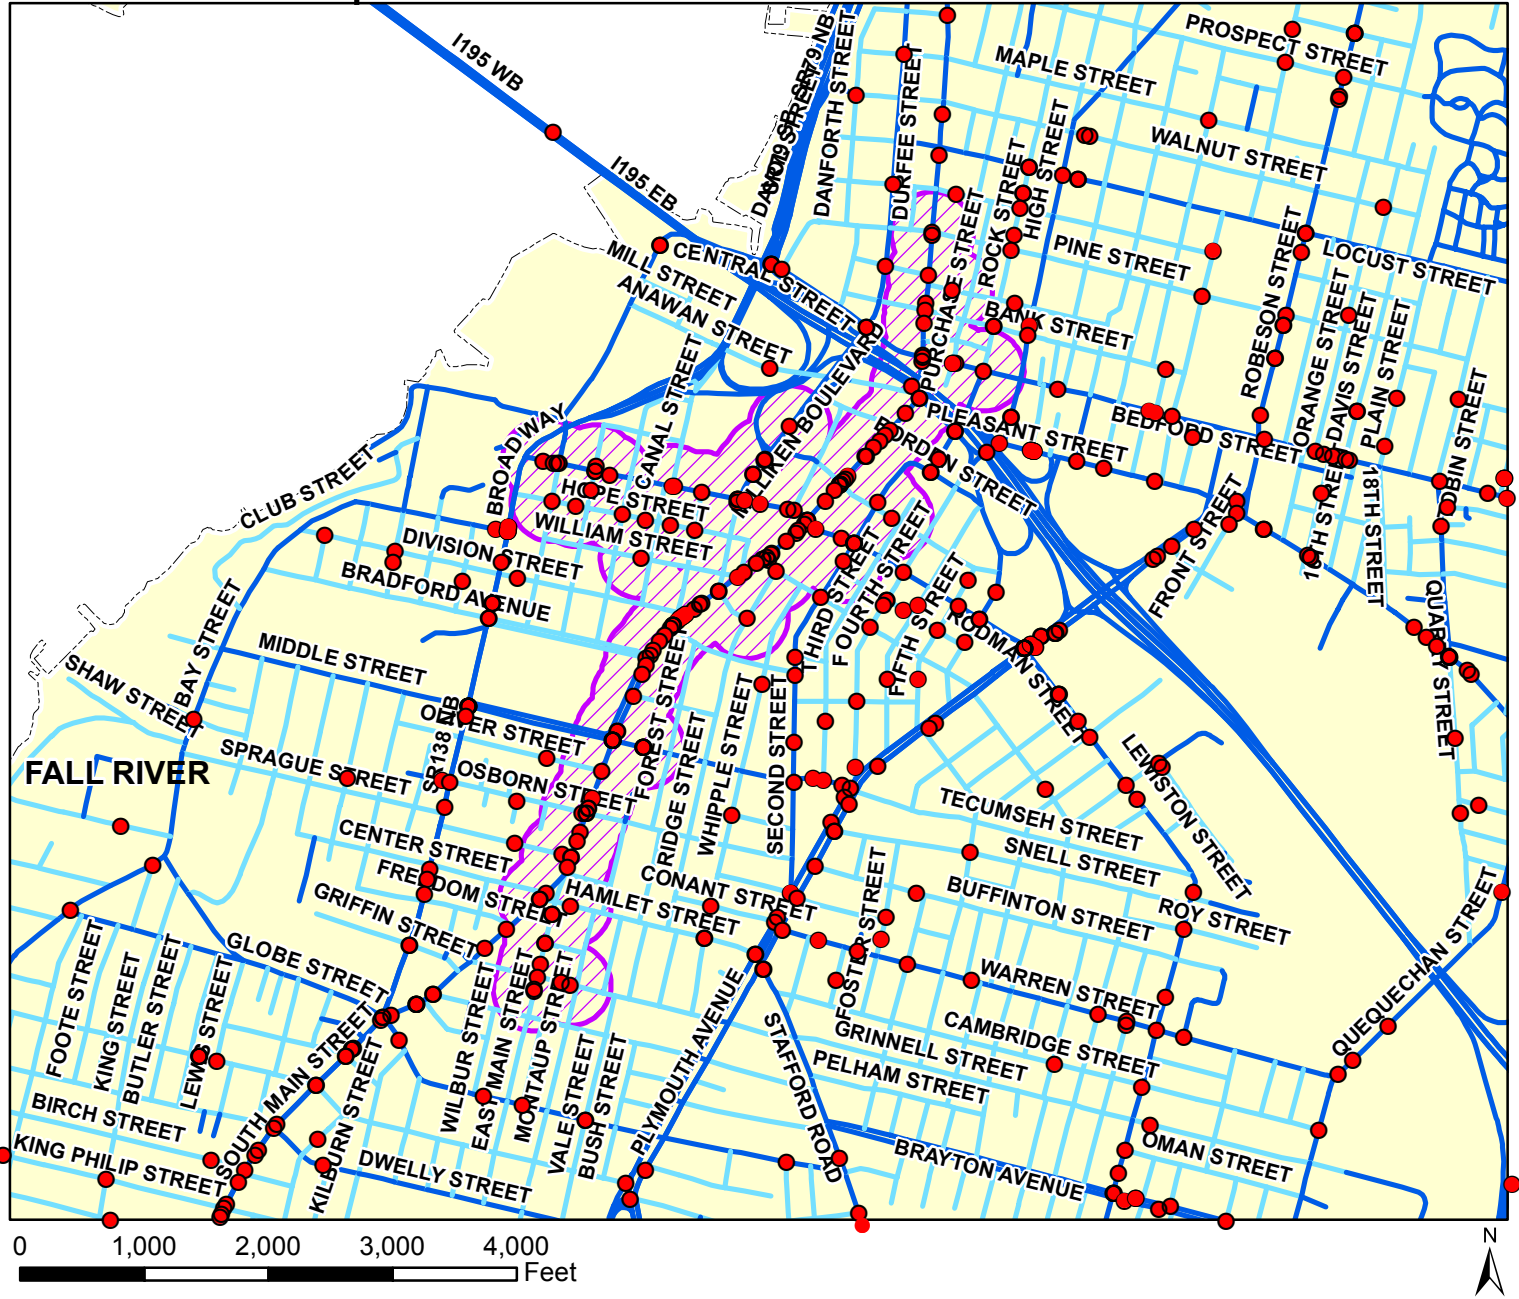 I195 WB
PROSPECT STREET
MAPLE STREET
WALNUT STREET
I195 EB
DANFORTH STREET
DURFEE STREET
HIGH STREET
ROCK STREET
PINE STREET
LOCUST STREET
CENTRAL STREET
MILL STREET
ANAWAN STREET
PURCHASE STREET
BANK STREET
ROBESON STREET
ORANGE STREET
DAVIS STREET
PLAIN STREET
CANAL STREET
MILLIKEN BOULEVARD
PLEASANT STREET
BEDFORD STREET
BORDEN STREET
BROADWAY
CLUB STREET
HOPE STREET
WILLIAM STREET
DIVISION STREET
BRADFORD AVENUE
18TH STREET
TOBIN STREET
FRONT STREET
THIRD STREET
FOURTH STREET
FIFTH STREET
RODMAN STREET
QUARRY STREET
BAY STREET
MIDDLE STREET
SHAW STREET
OLIVER STREET
SPRAGUE STREET
SR138 NB
OSBORN STREET
FOREST STREET
RIDGE STREET
WHIPPLE STREET
SECOND STREET
LEWISTON STREET
FALL RIVER
TECUMSEH STREET
SNELL STREET
BUFFINTON STREET
ROY STREET
CENTER STREET
FREEDOM STREET
GRIFFIN STREET
HAMLET STREET
CONANT STREET
FOSTER STREET
GLOBE STREET
WARREN STREET
QUEQUECHAN STREET
FOOTE STREET
KING STREET
BUTLER STREET
LEWIS STREET
SOUTH MAIN STREET
KILBURN STREET
WILBUR STREET
EAST MAIN STREET
MONTAUP STREET
VALE STREET
BUSH STREET
PLYMOUTH AVENUE
STAFFORD ROAD
GRINNELL STREET
CAMBRIDGE STREET
PELHAM STREET
BIRCH STREET
KING PHILIP STREET
DWELLY STREET
BRAYTON AVENUE
OMAN STREET
0 1,000 2,000 3,000 4,000
Feet
N